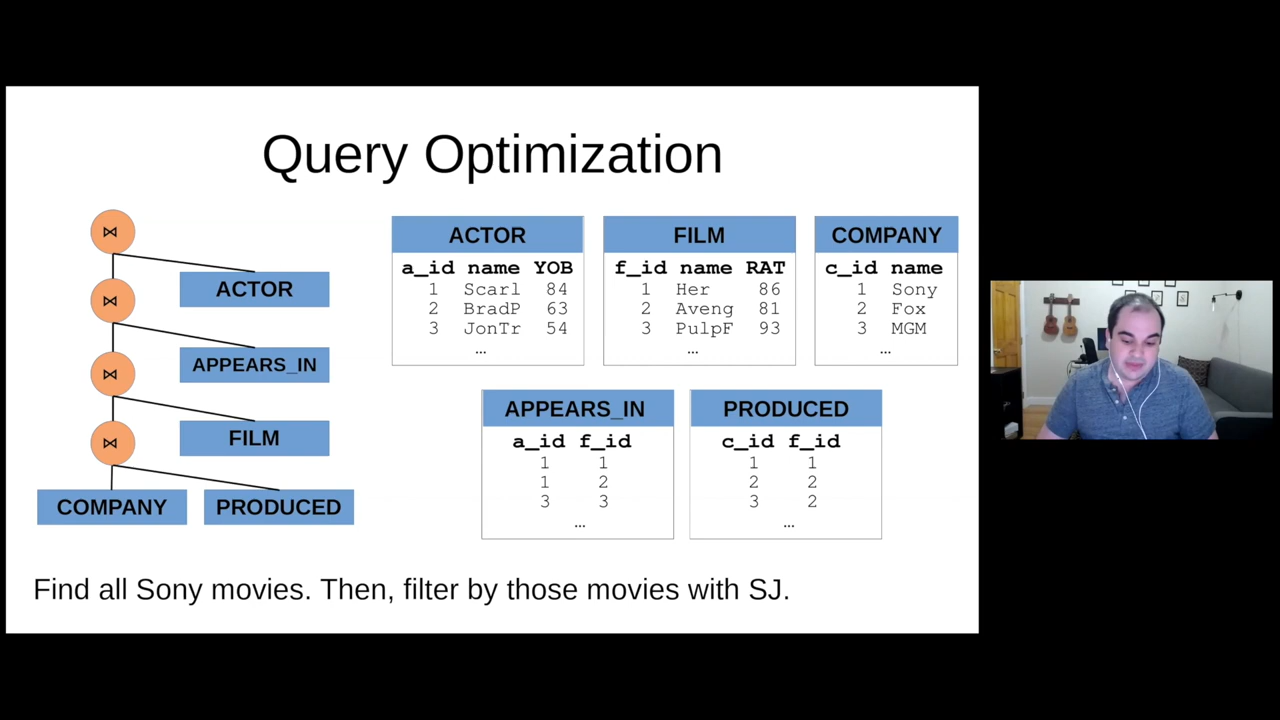 Query Optimization
⋈
ACTOR
⋈
APPEARS_IN
⋈
FILM
⋈
COMPANY PRODUCED
ACTOR
a_id name YOB
1 Scarl 84
2 BradP 63
3 JonTr 54
…
FILM
f_id name RAT
1 Her 86
2 Aveng 81
3 PulpF 93
…
COMPANY
c_id name
1 Sony
2 Fox
3 MGM
…
APPEARS_IN
a_id f_id
1 1
1 2
3 3
…
PRODUCED
c_id f_id
1 1
2 2
3 2
…
Find all Sony movies. Then, filter by those movies with SJ.